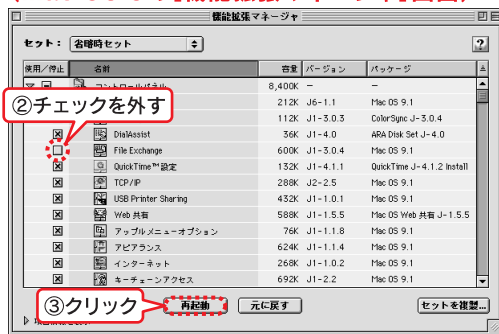 機能拡張マネージャ
セット： 省略時セット ?
使用/停止 名前 容量 バージョン パッケージ
コントロールパネル 8,400K -
212K J6-1.1 Mac OS 9.1
②チェックを外す 112K J1-3.0.3 ColorSync J-3.0.4
DialAssist 36K J1-4.0 ARA Disk Set J-4.0
File Exchange 600K J1-3.0.4 Mac OS 9.1
QuickTime™設定 132K J-4.1.1 QuickTime J-4.1.2 Install
TCP/IP 288K J2-2.5 Mac OS 9.1
USB Printer Sharing 432K J1-1.0.1 Mac OS 9.1
Web 共有 588K J1-1.5.5 Mac OS Web 共有 J-1.5.5
アップルメニューオプション 76K J1-1.1.8 Mac OS 9.1
アピアランス 624K J1-1.1.4 Mac OS 9.1
インターネット 268K J1-1.0.2 Mac OS 9.1
キーチェーンアクセス 692K J1-2.2 Mac OS 9.1
③クリック 再起動 元に戻す セットを複製...